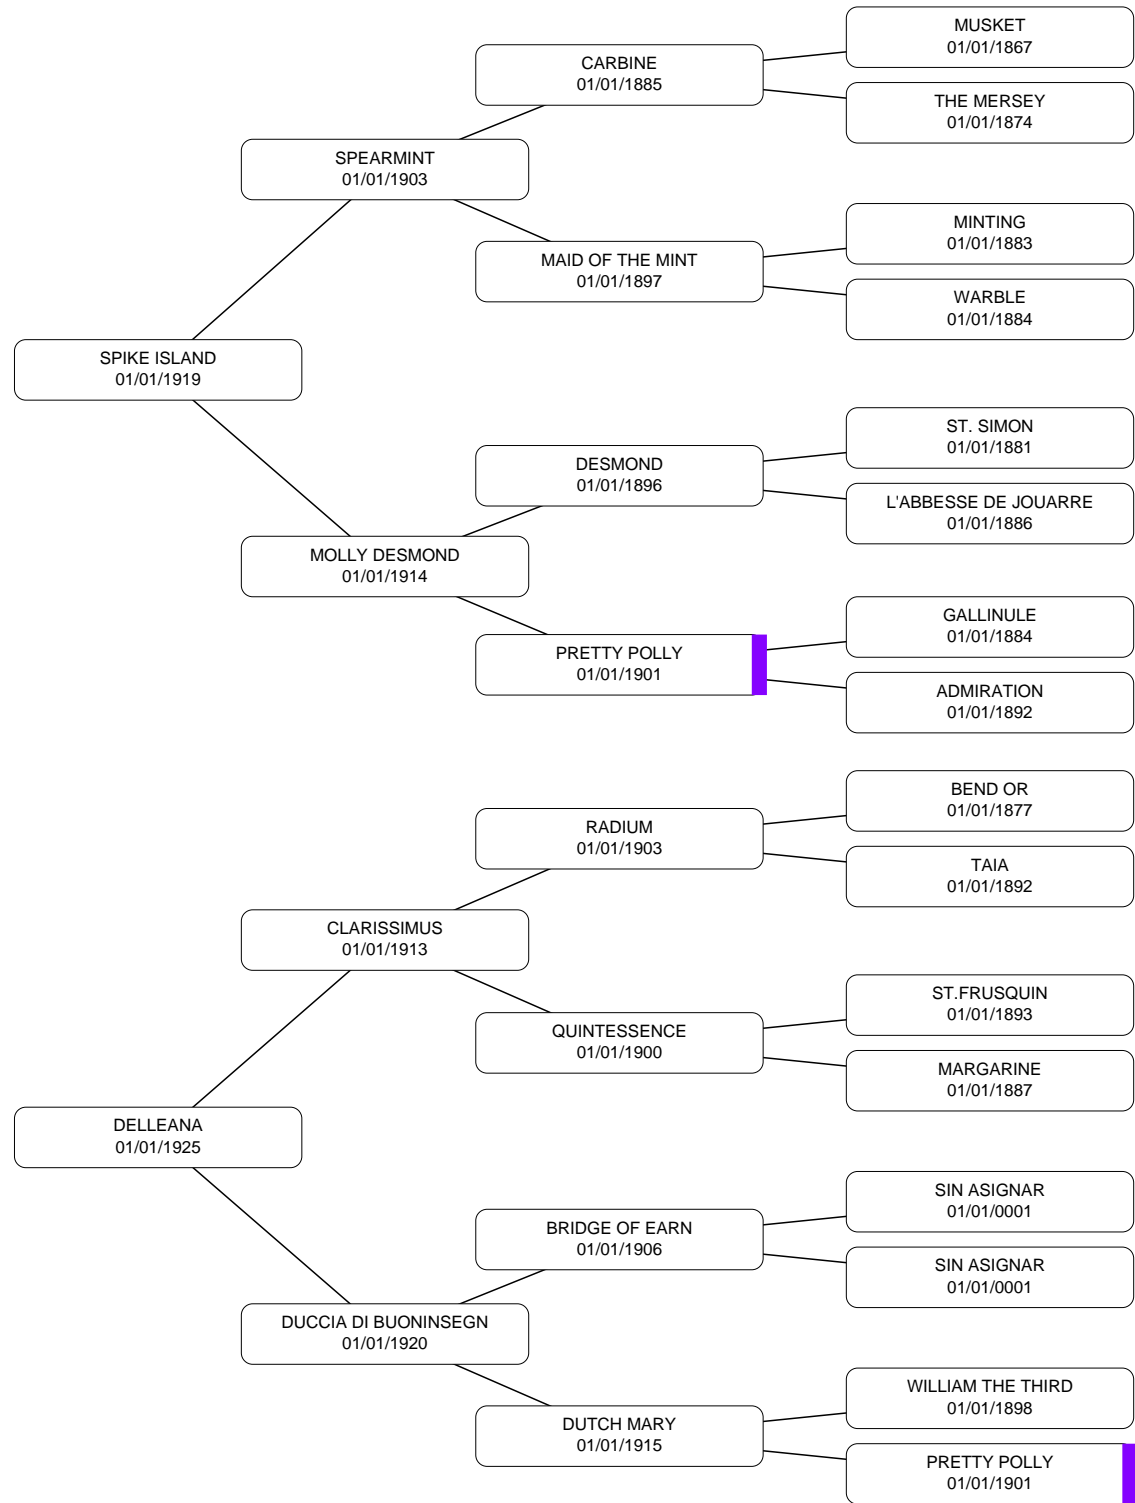 MUSKET
01/01/1867
CARBINE
01/01/1885
THE MERSEY
01/01/1874
SPEARMINT
01/01/1903
MINTING
01/01/1883
MAID OF THE MINT
01/01/1897
WARBLE
01/01/1884
SPIKE ISLAND
01/01/1919
ST. SIMON
01/01/1881
DESMOND
01/01/1896
L'ABBESSE DE JOUARRE
01/01/1886
MOLLY DESMOND
01/01/1914
GALLINULE
01/01/1884
PRETTY POLLY
01/01/1901
ADMIRATION
01/01/1892
BEND OR
01/01/1877
RADIUM
01/01/1903
TAIA
01/01/1892
CLARISSIMUS
01/01/1913
ST.FRUSQUIN
01/01/1893
QUINTESSENCE
01/01/1900
MARGARINE
01/01/1887
DELLEANA
01/01/1925
SIN ASIGNAR
01/01/0001
BRIDGE OF EARN
01/01/1906
SIN ASIGNAR
01/01/0001
DUCCIA DI BUONINSEGN
01/01/1920
WILLIAM THE THIRD
01/01/1898
DUTCH MARY
01/01/1915
PRETTY POLLY
01/01/1901